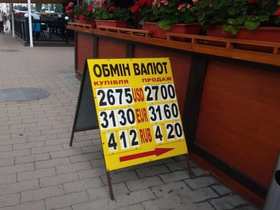 ОБМІН ВАЛЮТ
КУПІВЛЯ ПРОДАЖ
2675 USD 2700
3130 EUR 3160
412 RUB 420